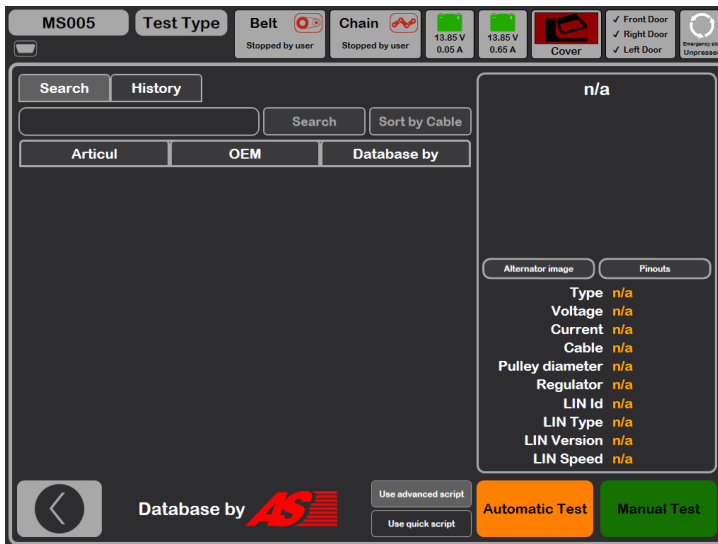 MS005
Test Type
Belt
Stopped by user
Chain
Stopped by user
13.85 V
0.05 A
13.85 V
0.65 A
Cover
✓ Front Door
✓ Right Door
✓ Left Door
Emergency
Unpressed
Search
History
Search
Sort by Cable
Articul
OEM
Database by
n/a
Alternator image
Pinouts
Type n/a
Voltage n/a
Current n/a
Cable n/a
Pulley diameter n/a
Regulator n/a
LIN Id n/a
LIN Type n/a
LIN Version n/a
LIN Speed n/a
Database by AS
Use advanced script
Use quick script
Automatic Test
Manual Test